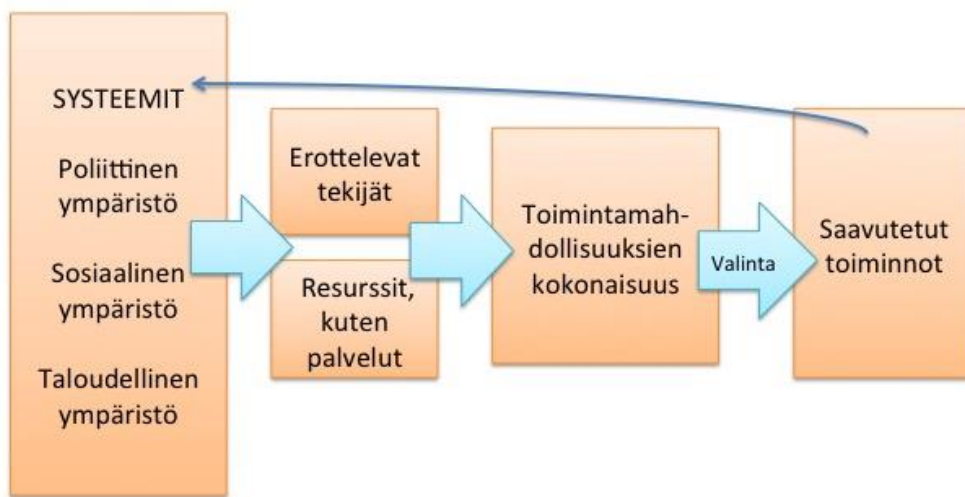 SYSTEEMIT
Poliittinen
ympäristö
Sosiaalinen
ympäristö
Taloudellinen
ympäristö
Erottelevat
tekijät
Resurssit,
kuten
palvelut
Toimintamah-
dollisuuksien
kokonaisuus
Valinta
Saavutetut
toiminnot